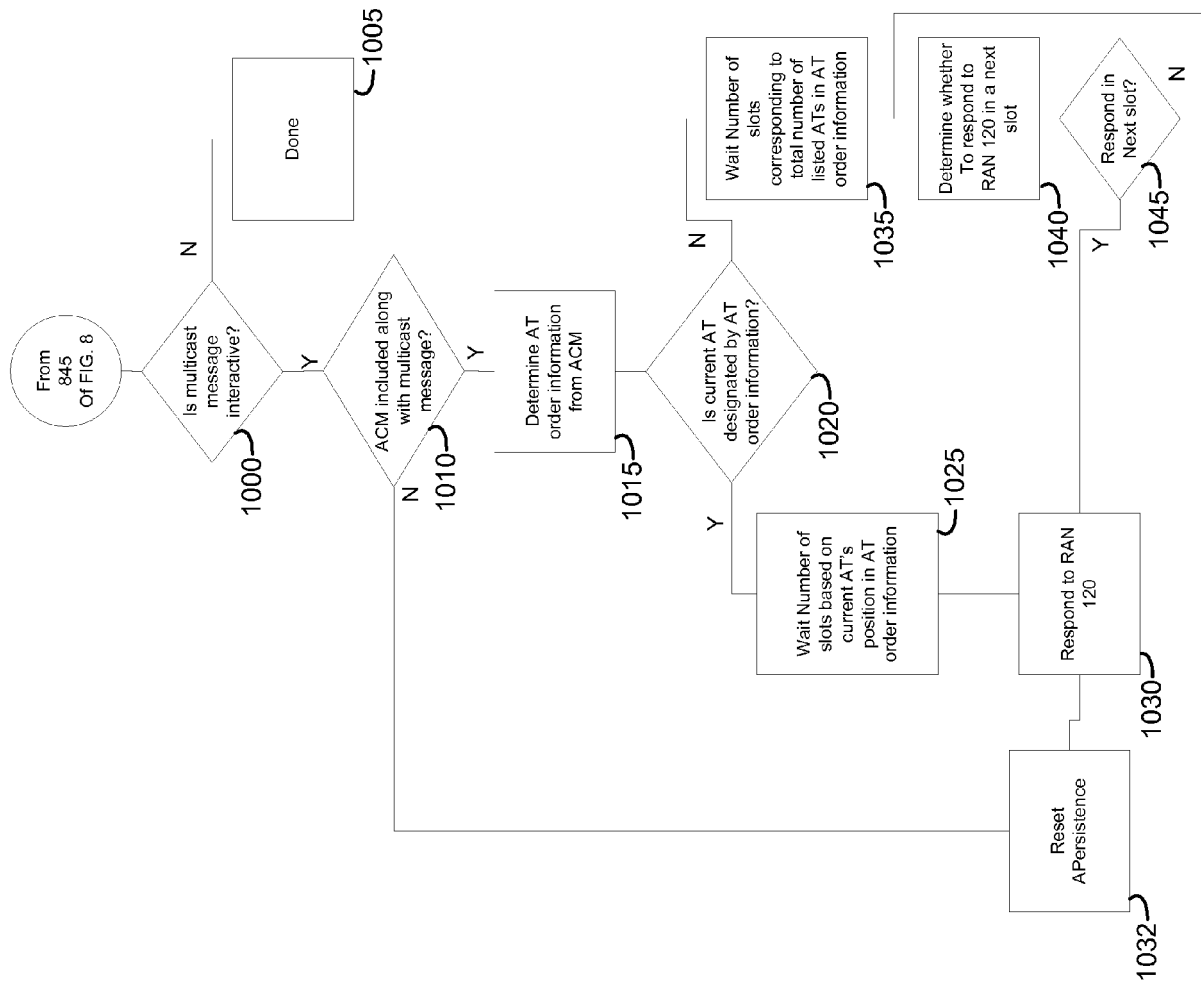 From
845
Of FIG. 8
Is multicast
message
interactive?
1000
N
Done
1005
Y
ACM included along
with multicast
message?
1010
N
Y
Determine AT
order information
from ACM
1015
Is current AT
designated by AT
order information?
1020
Y
N
Wait Number of
slots based on
current AT's
position in AT
order information
1025
Wait Number of
slots
corresponding to
total number of
listed ATs in AT
order information
1035
Reset
APersistence
1032
Respond to RAN
120
1030
Determine whether
To respond to
RAN 120 in a next
slot
1040
Y
Respond in
Next slot?
1045
N